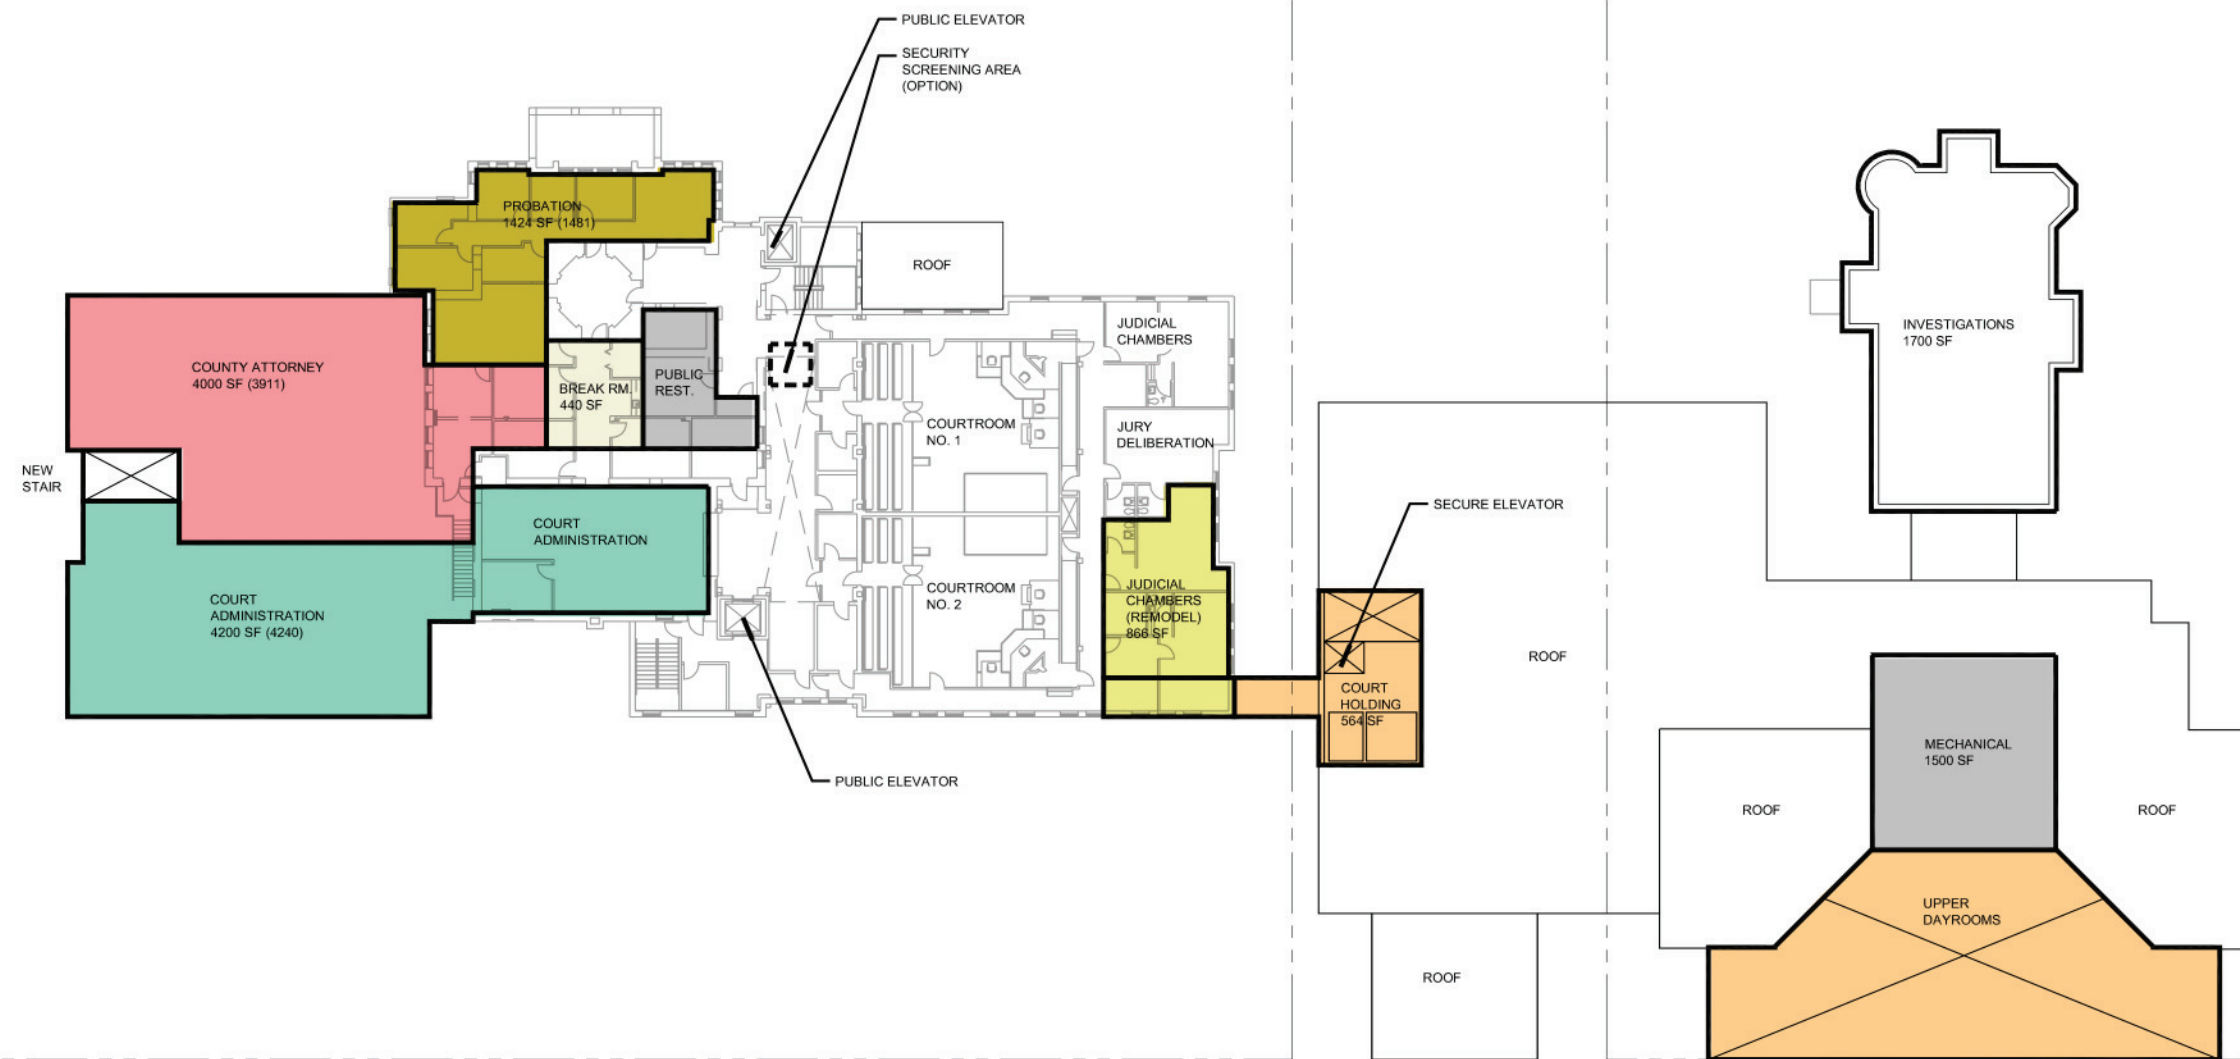 PUBLIC ELEVATOR
SECURITY
SCREENING AREA
(OPTION)
PROBATION
1424 SF (1481)
ROOF
COUNTY ATTORNEY
4000 SF (3911)
BREAK RM.
440 SF
PUBLIC
REST.
JUDICIAL
CHAMBERS
INVESTIGATIONS
1700 SF
COURTROOM
NO. 1
JURY
DELIBERATION
NEW
STAIR
COURT
ADMINISTRATION
SECURE ELEVATOR
COURT
ADMINISTRATION
4200 SF (4240)
COURTROOM
NO. 2
JUDICIAL
CHAMBERS
(REMODEL)
866 SF
ROOF
COURT
HOLDING
564 SF
PUBLIC ELEVATOR
MECHANICAL
1500 SF
ROOF
ROOF
UPPER
DAYROOMS
ROOF